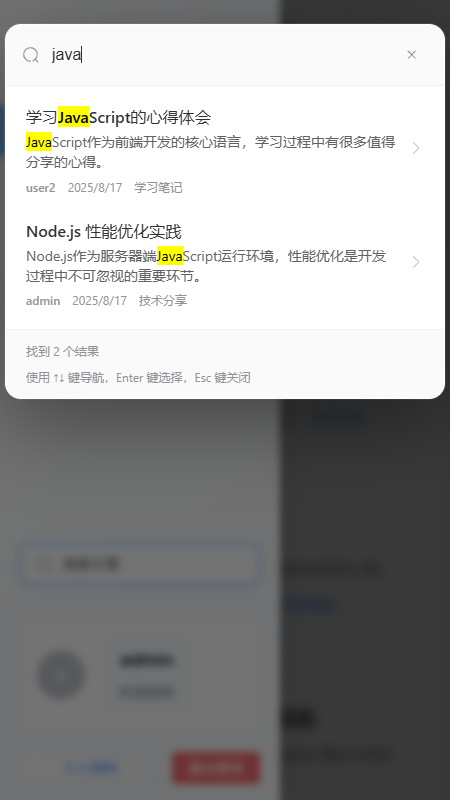 java
学习JavaScript的心得体会
JavaScript作为前端开发的核心语言，学习过程中有很多值得
分享的心得。
user2 2025/8/17 学习笔记
Node.js 性能优化实践
Node.js作为服务器端JavaScript运行环境，性能优化是开发
过程中不可忽视的重要环节。
admin 2025/8/17 技术分享
找到 2 个结果
使用 ↑↓ 键导航，Enter 键选择，Esc 键关闭
admin